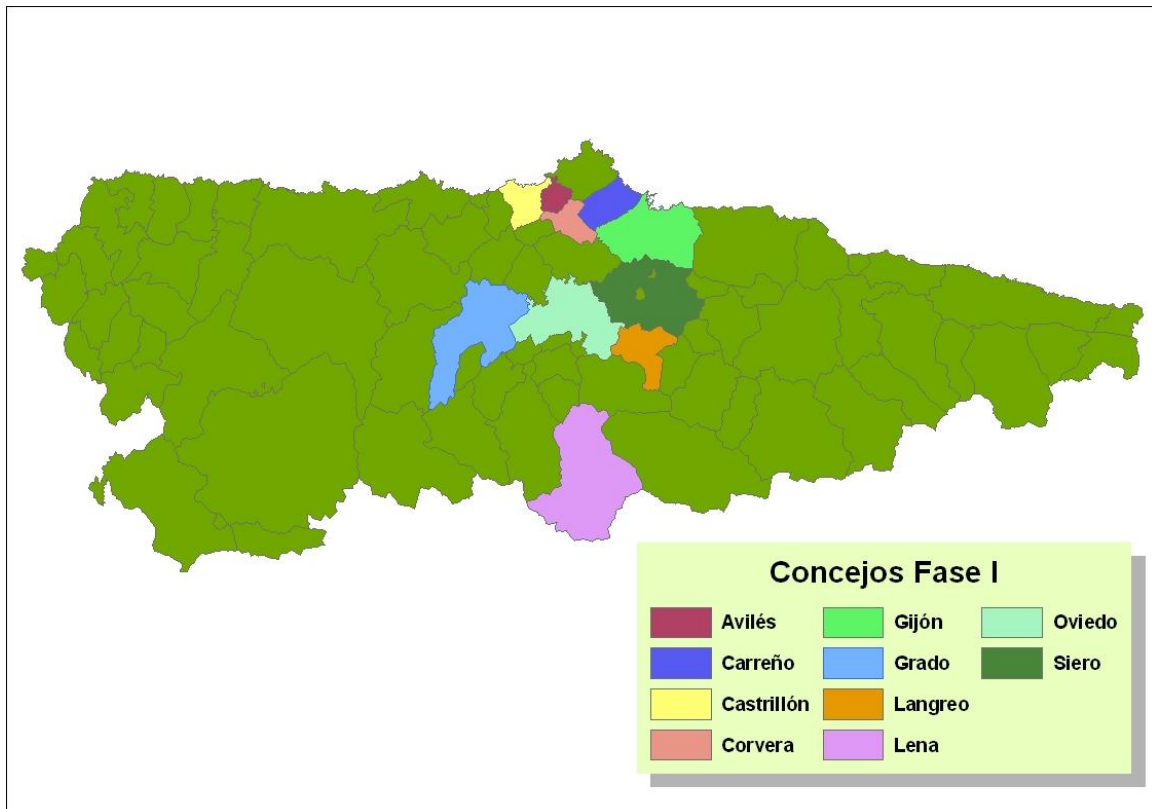 Concejos Fase I
Avilés
Carreño
Castrillón
Corvera
Gijón
Grado
Langreo
Lena
Oviedo
Siero